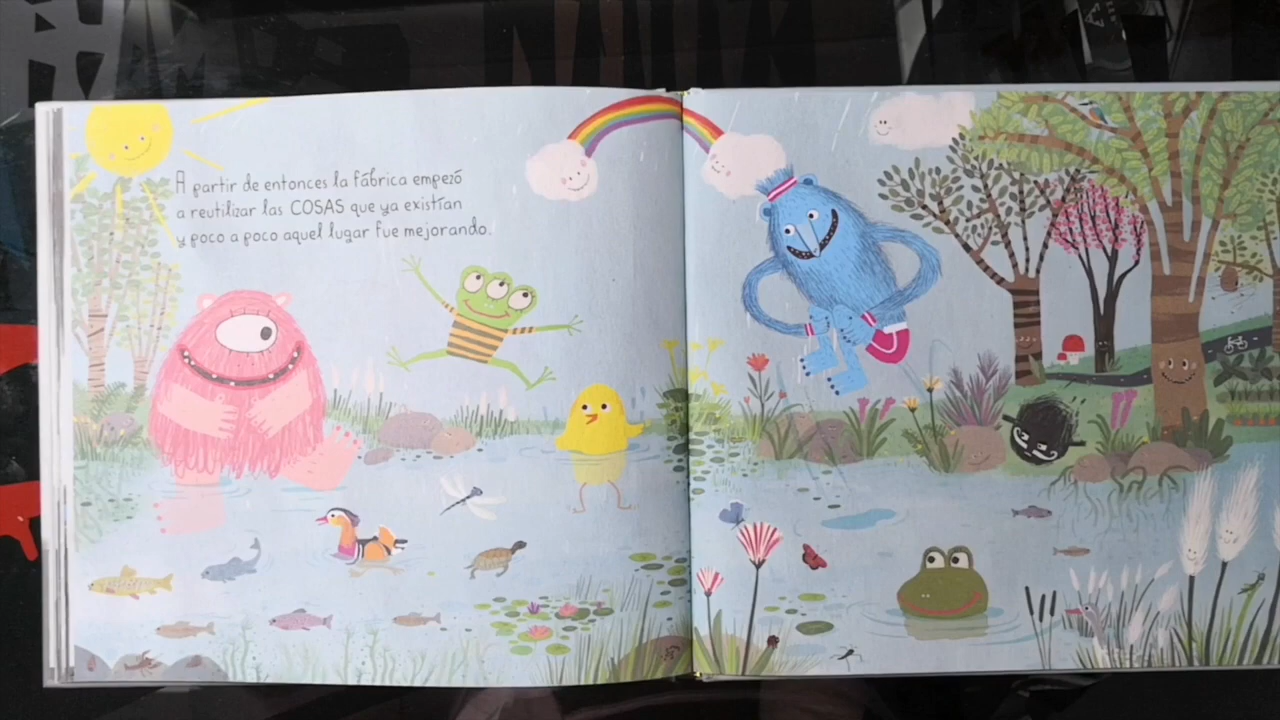 A partir de entonces la fábrica empezó
a reutilizar las COSAS que ya existían
y poco a poco aquel lugar fue mejorando.